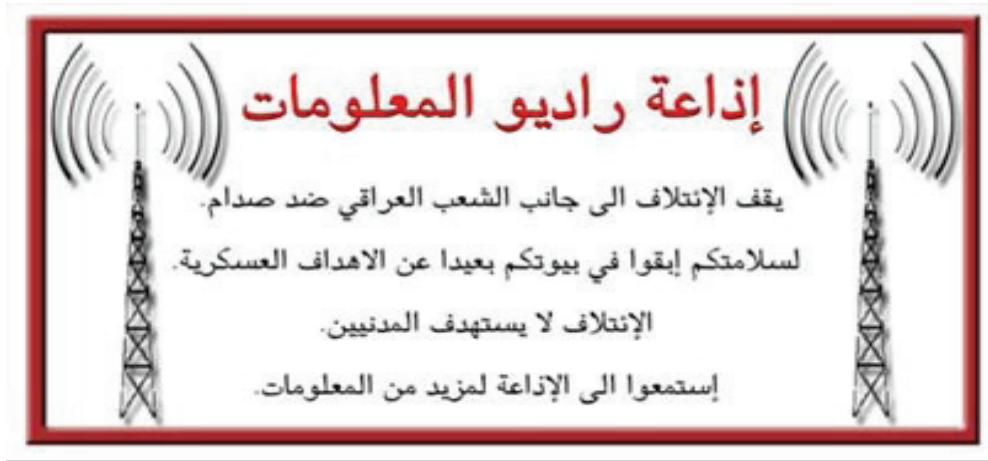 إذاعة راديو المعلومات
يقف الإئتلاف الى جانب الشعب العراقي ضد صدام.
لسلامتكم إبقوا في بيوتكم بعيدا عن الاهداف العسكرية.
الإئتلاف لا يستهدف المدنيين.
إستمعوا الى الإذاعة لمزيد من المعلومات.